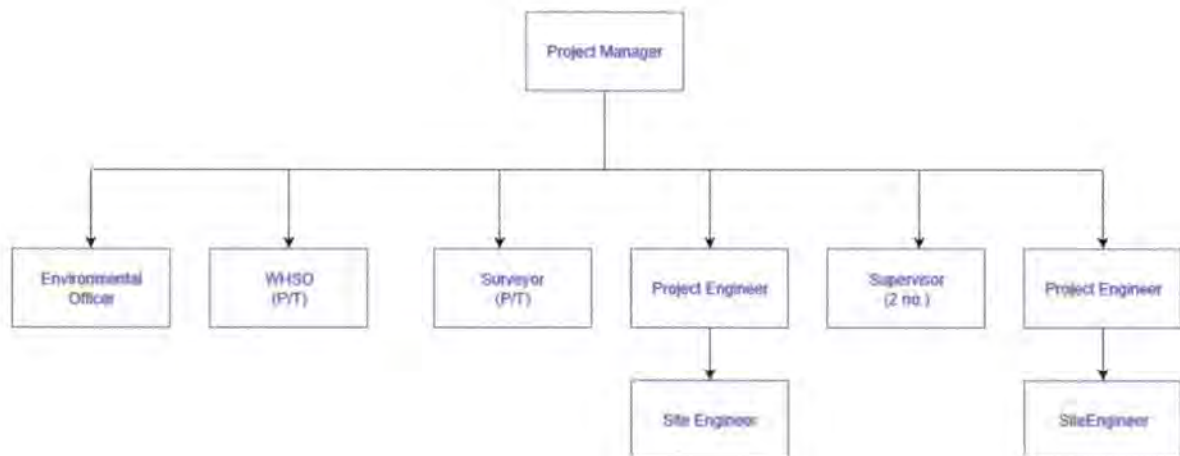 Project Manager
Environmental
Officer
WHSO
(P/T)
Surveyor
(P/T)
Project Engineer
Supervisor
(2 no.)
Project Engineer
Site Engineer
SiteEngineer